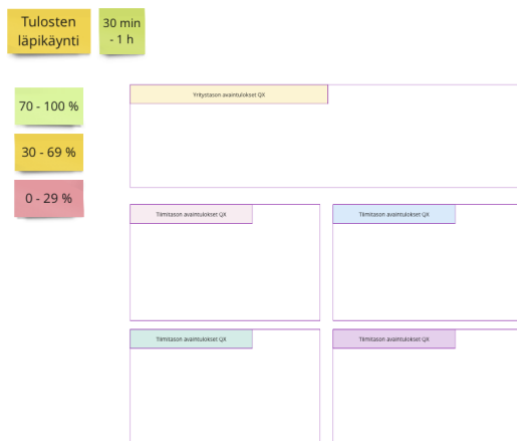 Tulosten
läpikäynti
30 min
- 1 h
70 - 100 %
30 - 69 %
0 - 29 %
Yritystason avaintulokset QX
Tiimitason avaintulokset QX
Tiimitason avaintulokset QX
Tiimitason avaintulokset QX
Tiimitason avaintulokset QX